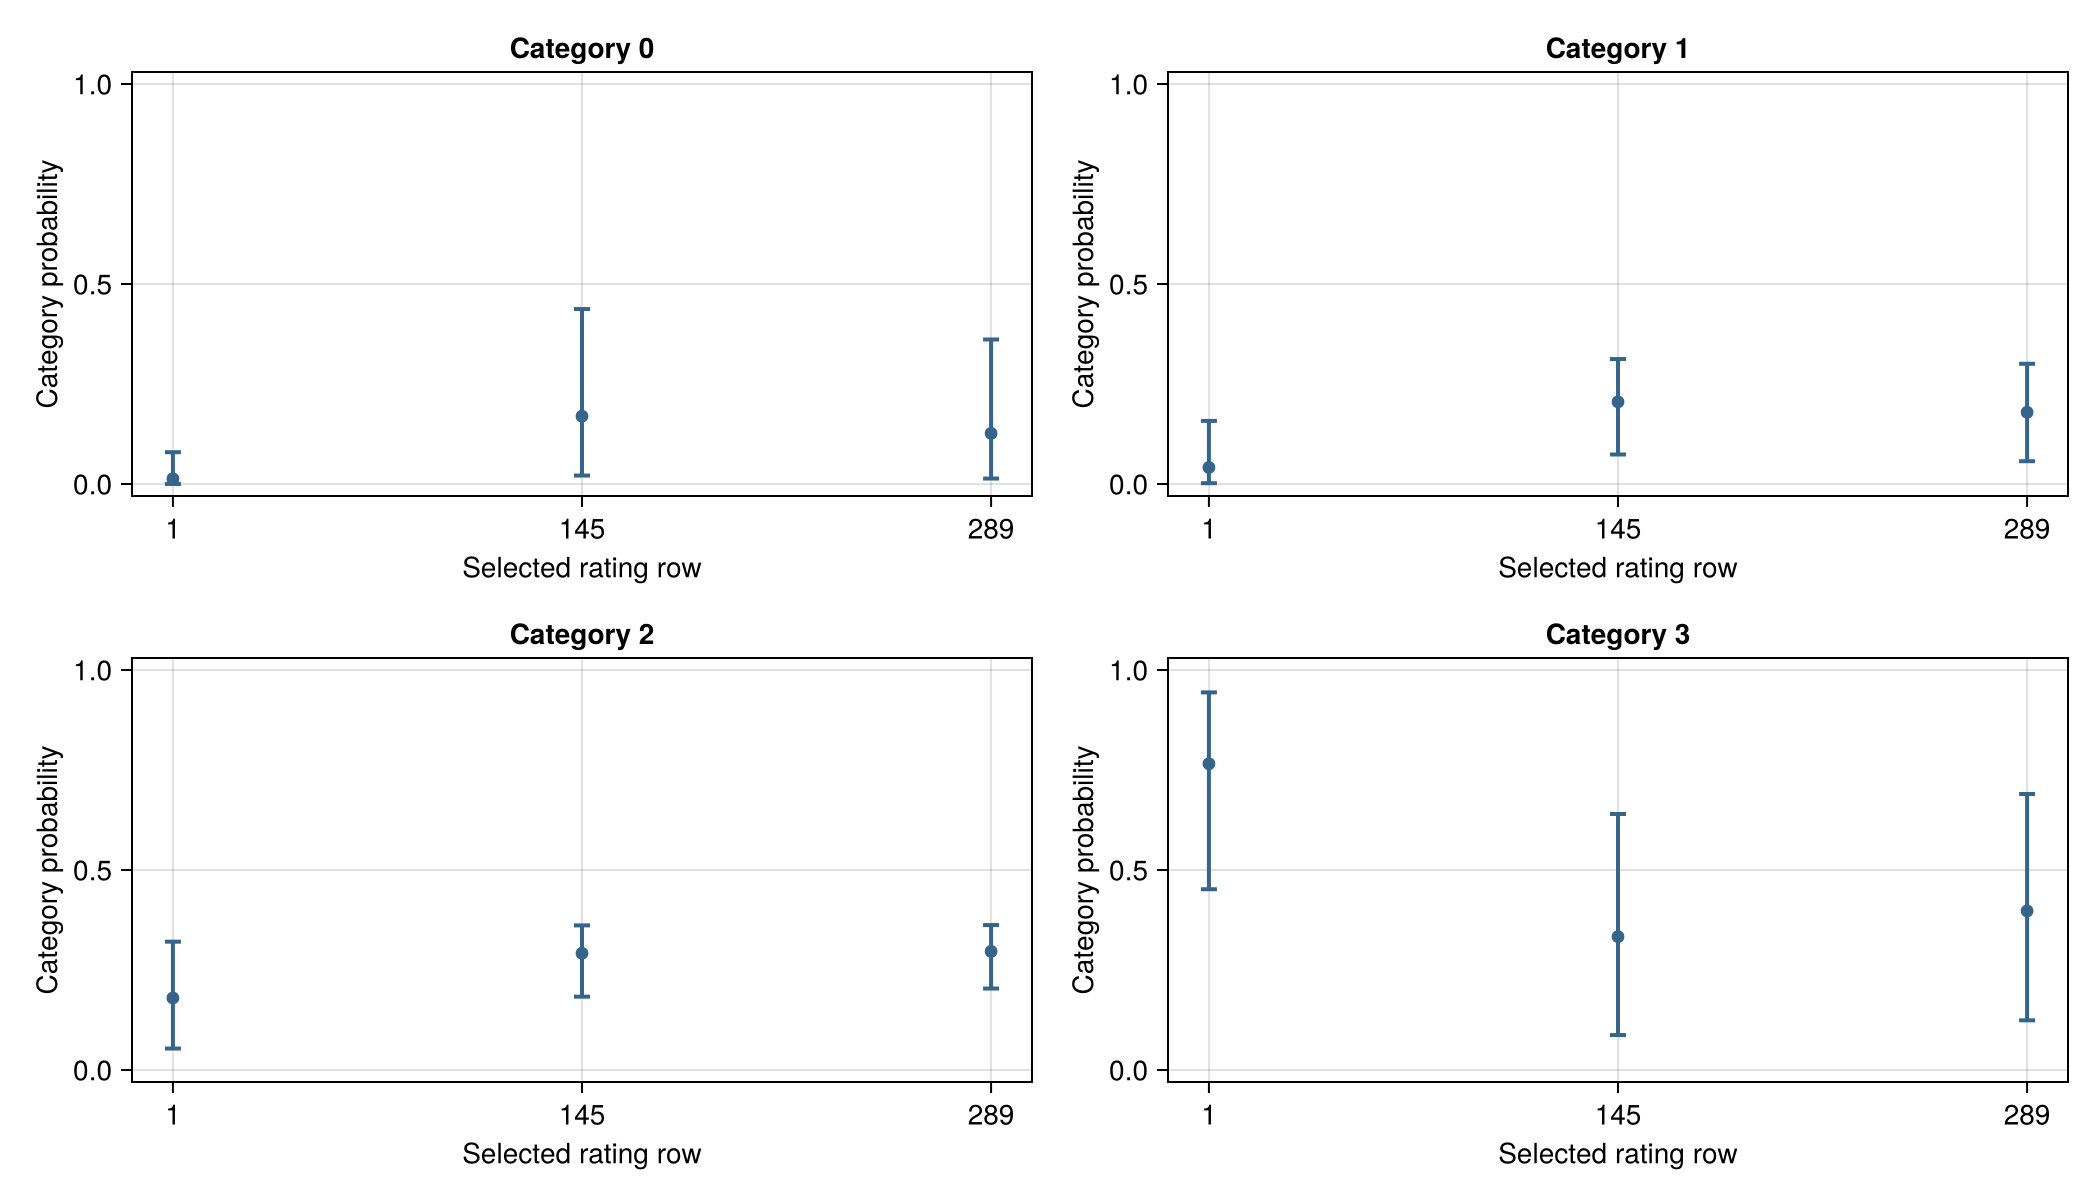 Category 0
Category probability
1.0
0.5
0.0
1 145 289
Selected rating row
Category 1
Category probability
1.0
0.5
0.0
1 145 289
Selected rating row
Category 2
Category probability
1.0
0.5
0.0
1 145 289
Selected rating row
Category 3
Category probability
1.0
0.5
0.0
1 145 289
Selected rating row